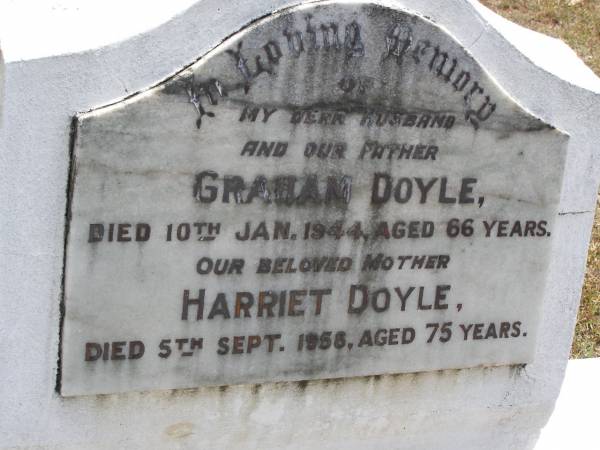 In Loving Memory
OF
MY DEAR HUSBAND
AND OUR FATHER
GRAHAM DOYLE,
DIED 10TH JAN. 1944, AGED 66 YEARS.
OUR BELOVED MOTHER
HARRIET DOYLE,
DIED 5TH SEPT. 1956, AGED 75 YEARS.